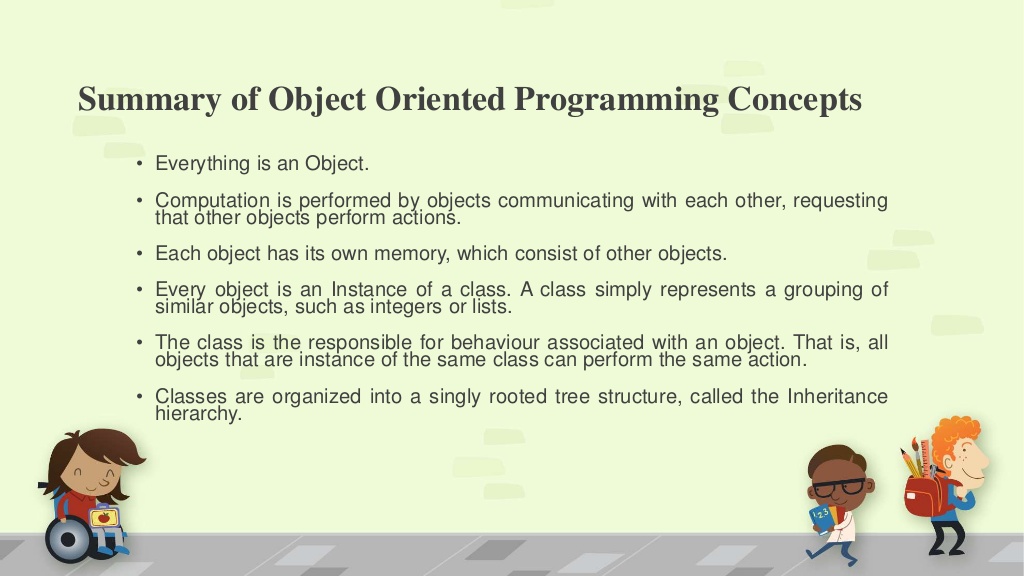 Summary of Object Oriented Programming Concepts
• Everything is an Object.
• Computation is performed by objects communicating with each other, requesting
that other objects perform actions.
• Each object has its own memory, which consist of other objects.
• Every object is an Instance of a class. A class simply represents a grouping of
similar objects, such as integers or lists.
• The class is the responsible for behaviour associated with an object. That is, all
objects that are instance of the same class can perform the same action.
• Classes are organized into a singly rooted tree structure, called the Inheritance
hierarchy.
1,2,3